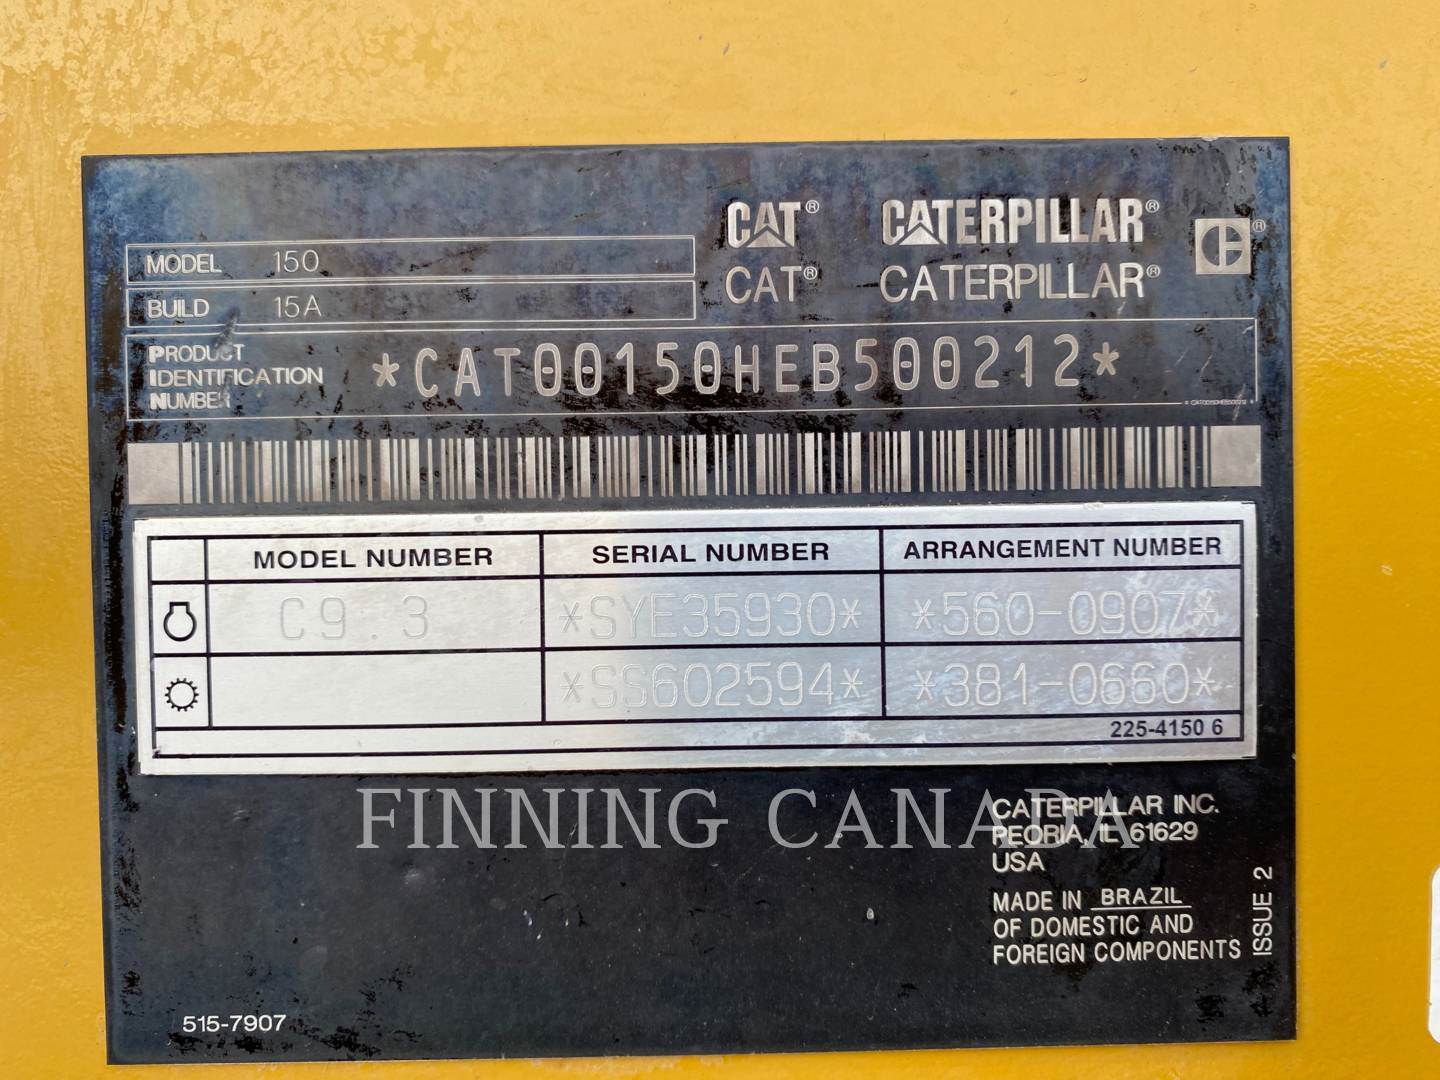 CAT® CATERPILLAR®
CAT® CATERPILLAR®
MODEL 150
BUILD 15A
PRODUCT
IDENTIFICATION
NUMBER
*CAT00150HEB500212*
MODEL NUMBER SERIAL NUMBER ARRANGEMENT NUMBER
C9.3 *SYE35930* *560-0907*
*SS602594* *381-0660*
225-4150 6
FINNING CANADA
CATERPILLAR INC.
PEORIA, IL 61629
USA
MADE IN BRAZIL
OF DOMESTIC AND
FOREIGN COMPONENTS
ISSUE 2
515-7907